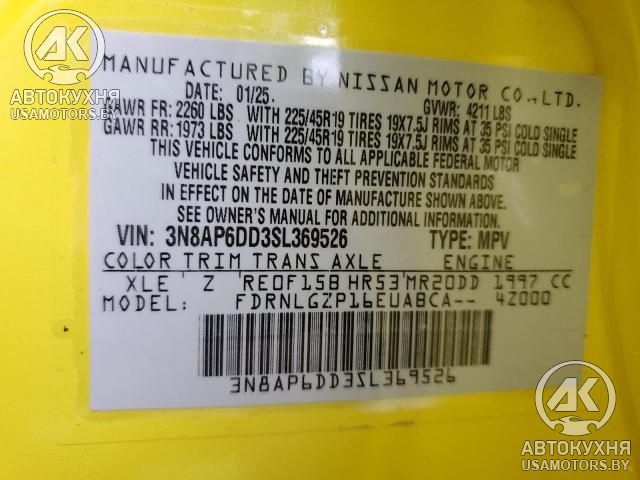 AK
АВТОКУХНЯ
USAMOTORS.BY
MANUFACTURED BY NISSAN MOTOR CO.,LTD.
DATE: 01/25. GVWR: 4211 LBS
GAWR FR: 2260 LBS WITH 225/45R19 TIRES 19X7.5J RIMS AT 35 PSI COLD SINGLE
GAWR RR: 1973 LBS WITH 225/45R19 TIRES 19X7.5J RIMS AT 35 PSI COLD SINGLE
THIS VEHICLE CONFORMS TO ALL APPLICABLE FEDERAL MOTOR
VEHICLE SAFETY AND THEFT PREVENTION STANDARDS
IN EFFECT ON THE DATE OF MANUFACTURE SHOWN ABOVE.
SEE OWNER'S MANUAL FOR ADDITIONAL INFORMATION.
VIN: 3N8AP6DD3SL369526 TYPE: MPV
COLOR TRIM TRANS AXLE ENGINE
XLE Z RE0F15B HR53 MR20DD 1997 CC
MODEL: FDRNLGZP16EUABCA-- 4Z000
3N8AP6DD3SL369526
AK
АВТОКУХНЯ
USAMOTORS.BY